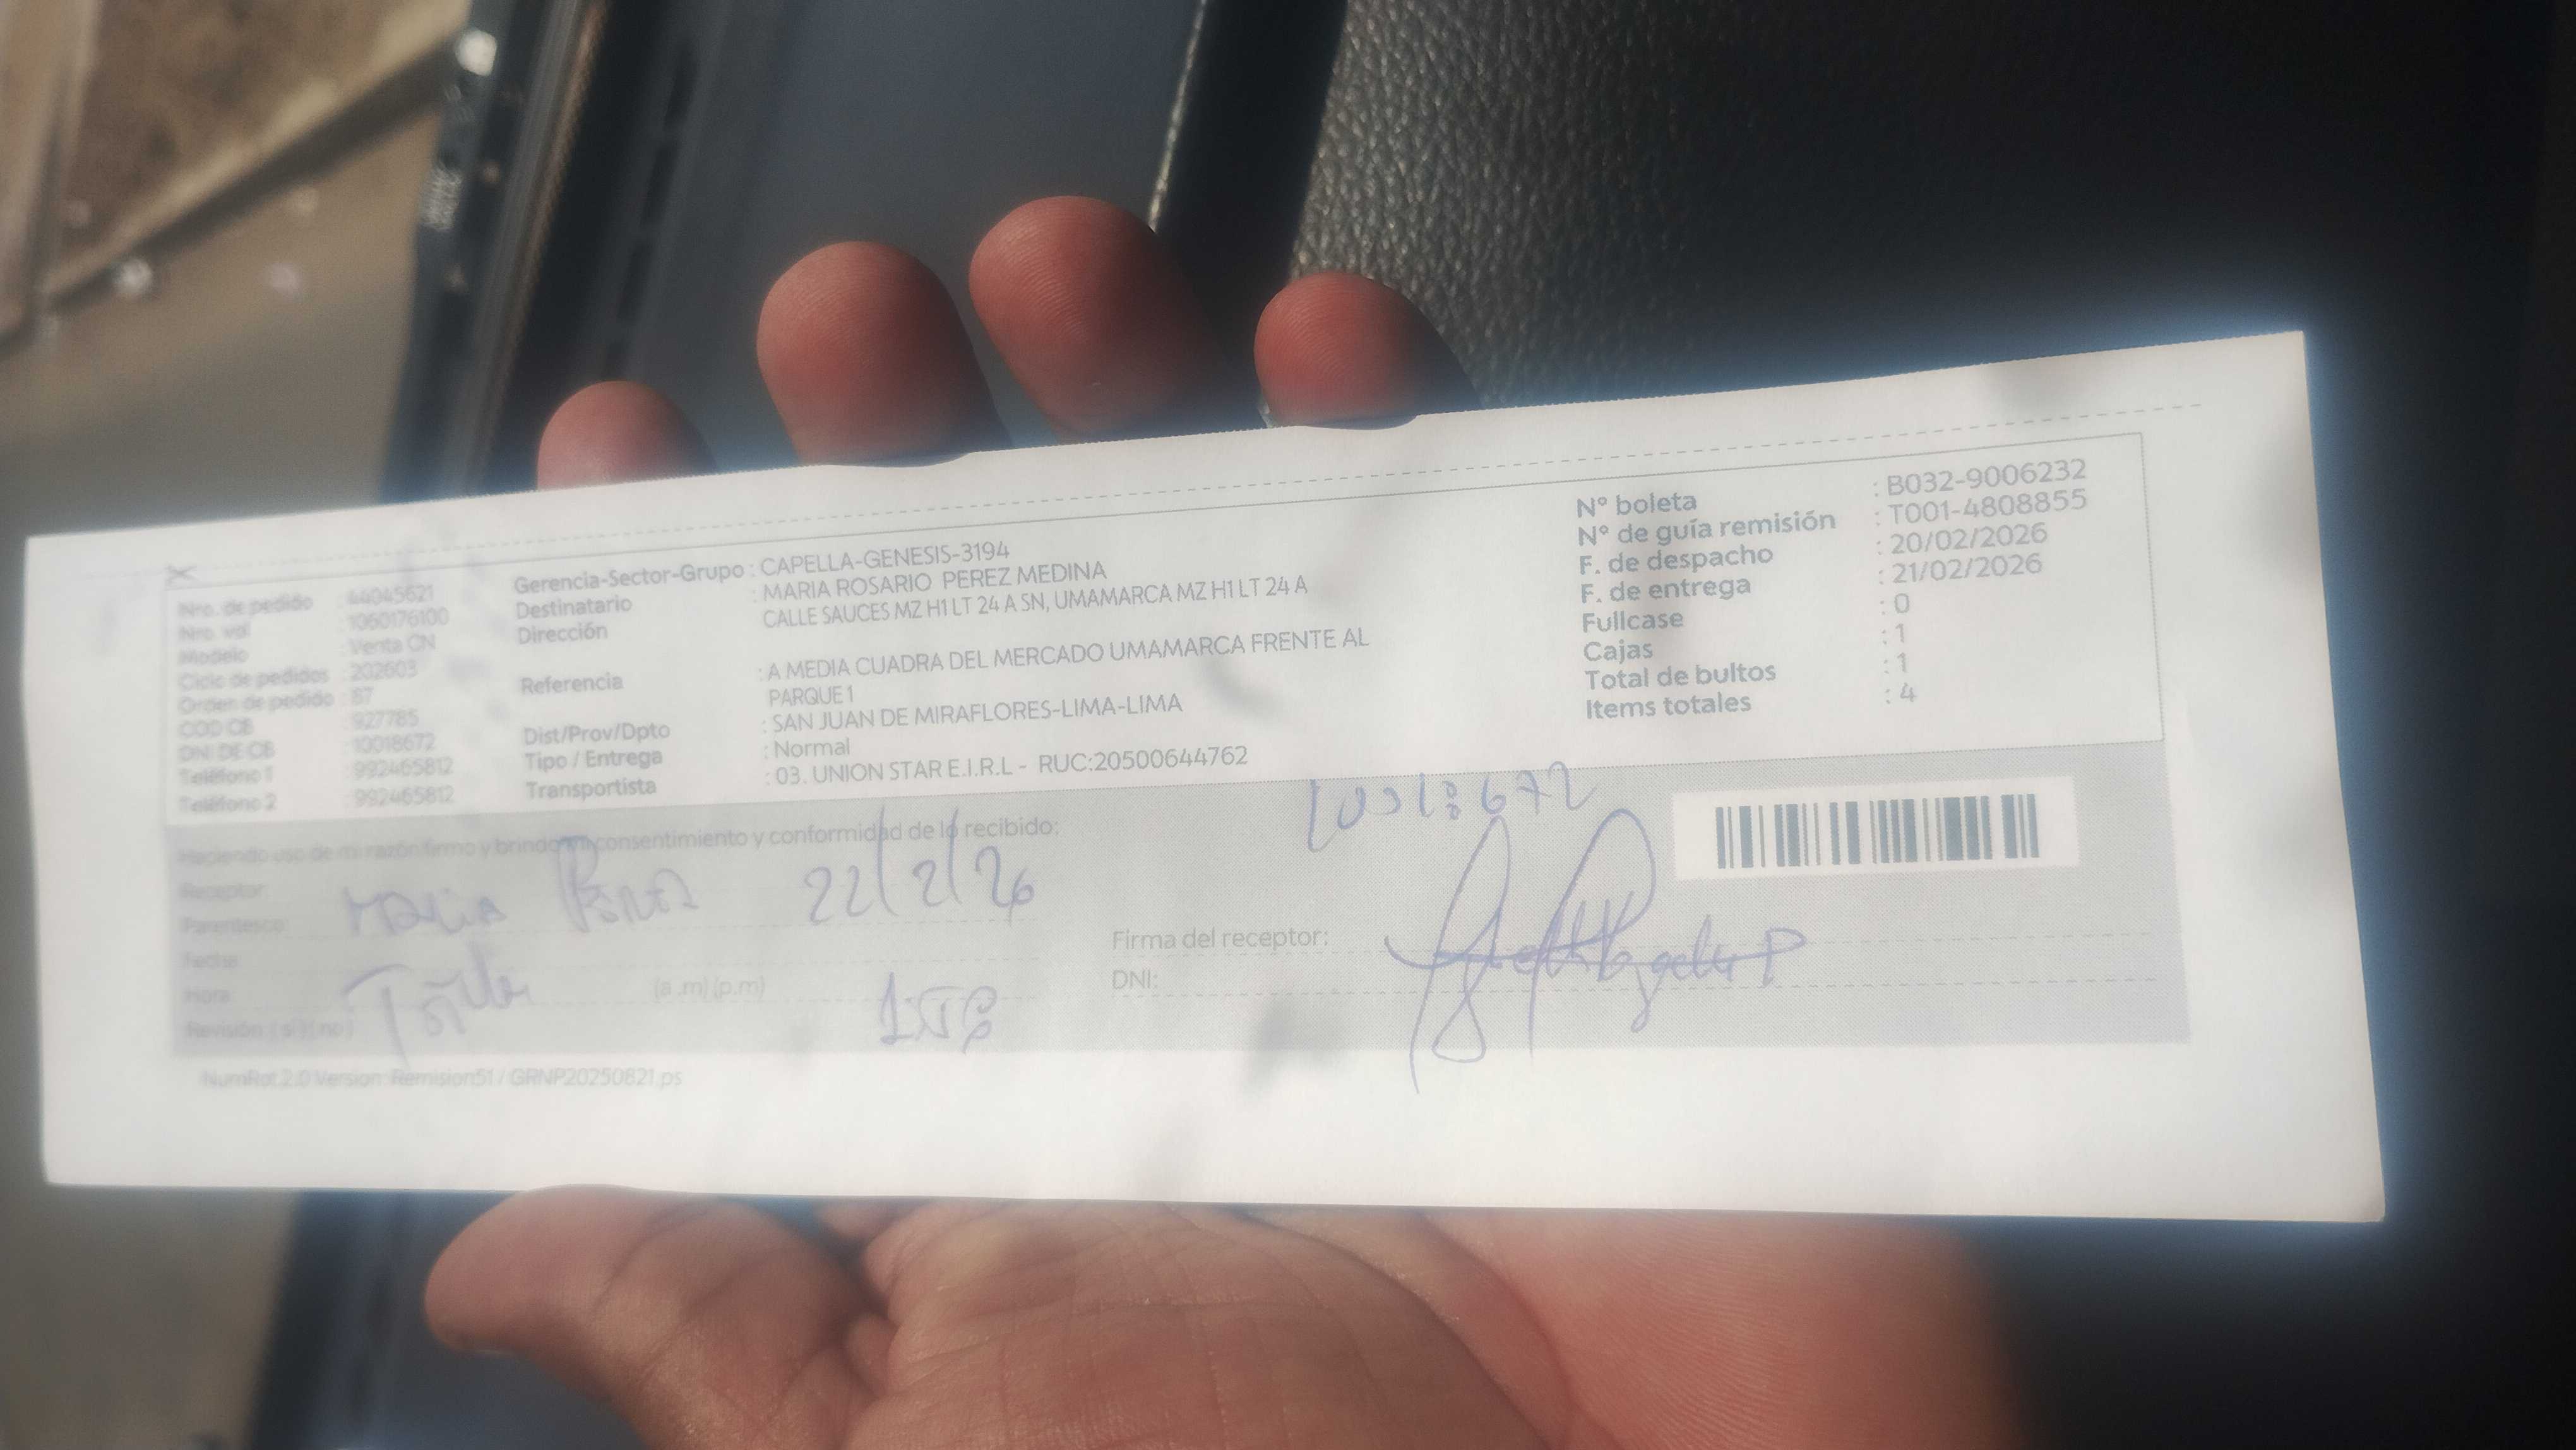 Nro. de pedido : 44045621
Nro. val : 1060176100
Modelo : Venta CN
Ciclo de pedidos : 202603
Orden de pedido : 87
COD CB : 927785
DNI DE CB : 10018672
Teléfono 1 : 992465812
Teléfono 2 : 992465812
Gerencia-Sector-Grupo : CAPELLA-GENESIS-3194
Destinatario : MARIA ROSARIO PEREZ MEDINA
Dirección : CALLE SAUCES MZ H1 LT 24 A SN, UMAMARCA MZ H1 LT 24 A
Referencia : A MEDIA CUADRA DEL MERCADO UMAMARCA FRENTE AL
PARQUE 1
Dist/Prov/Dpto : SAN JUAN DE MIRAFLORES-LIMA-LIMA
Tipo / Entrega : Normal
Transportista : 03. UNION STAR E.I.R.L - RUC:20500644762
Nº boleta : B032-9006232
Nº de guía remisión : T001-4808855
F. de despacho : 20/02/2026
F. de entrega : 21/02/2026
Fullcase : 0
Cajas : 1
Total de bultos : 1
Items totales : 4
Haciendo uso de mi razón firmo y brindo mi consentimiento y conformidad de lo recibido:
Receptor:
Parentesco:
Maria Perez 22/2/26
Fecha:
Hora: (a.m) (p.m)
Revisión: ( si ) ( no )
Firma del receptor:
DNI:
NumRot.2.0 Version: Remision51 / GRNP20250821.ps